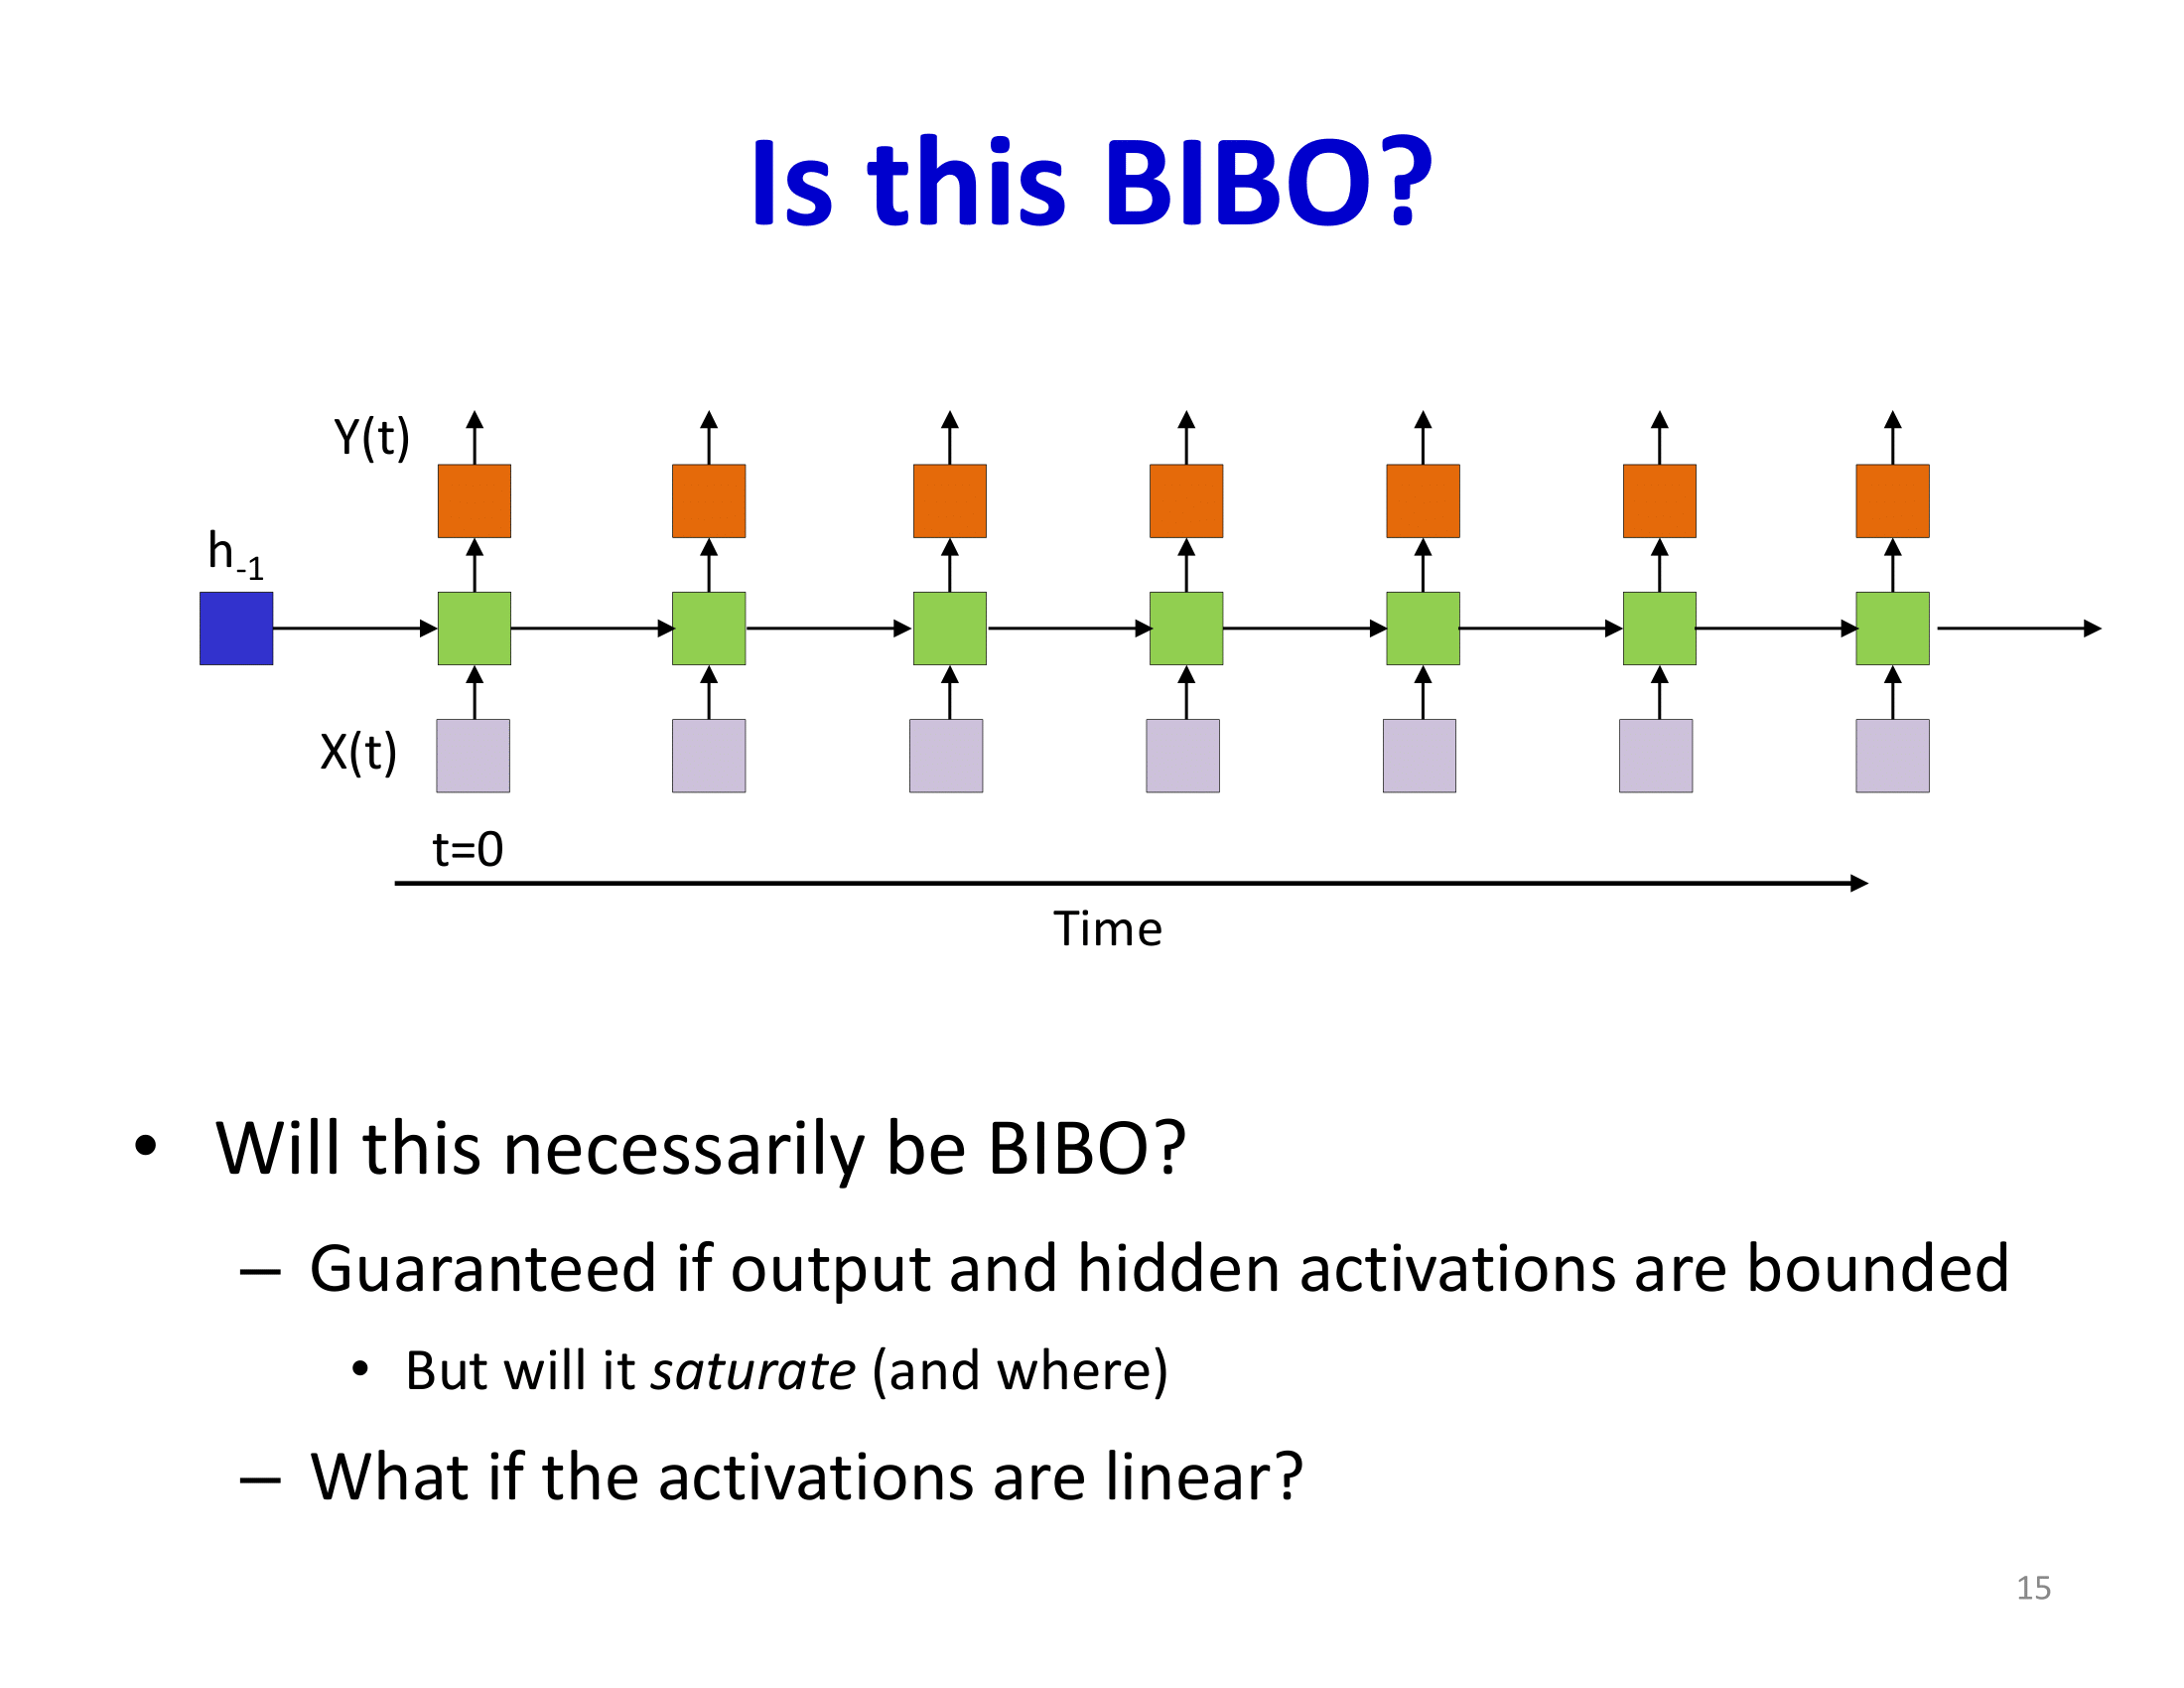 Is this BIBO?
Y(t)
h-1
X(t)
t=0
Time
• Will this necessarily be BIBO?
– Guaranteed if output and hidden activations are bounded
• But will it saturate (and where)
– What if the activations are linear?
15